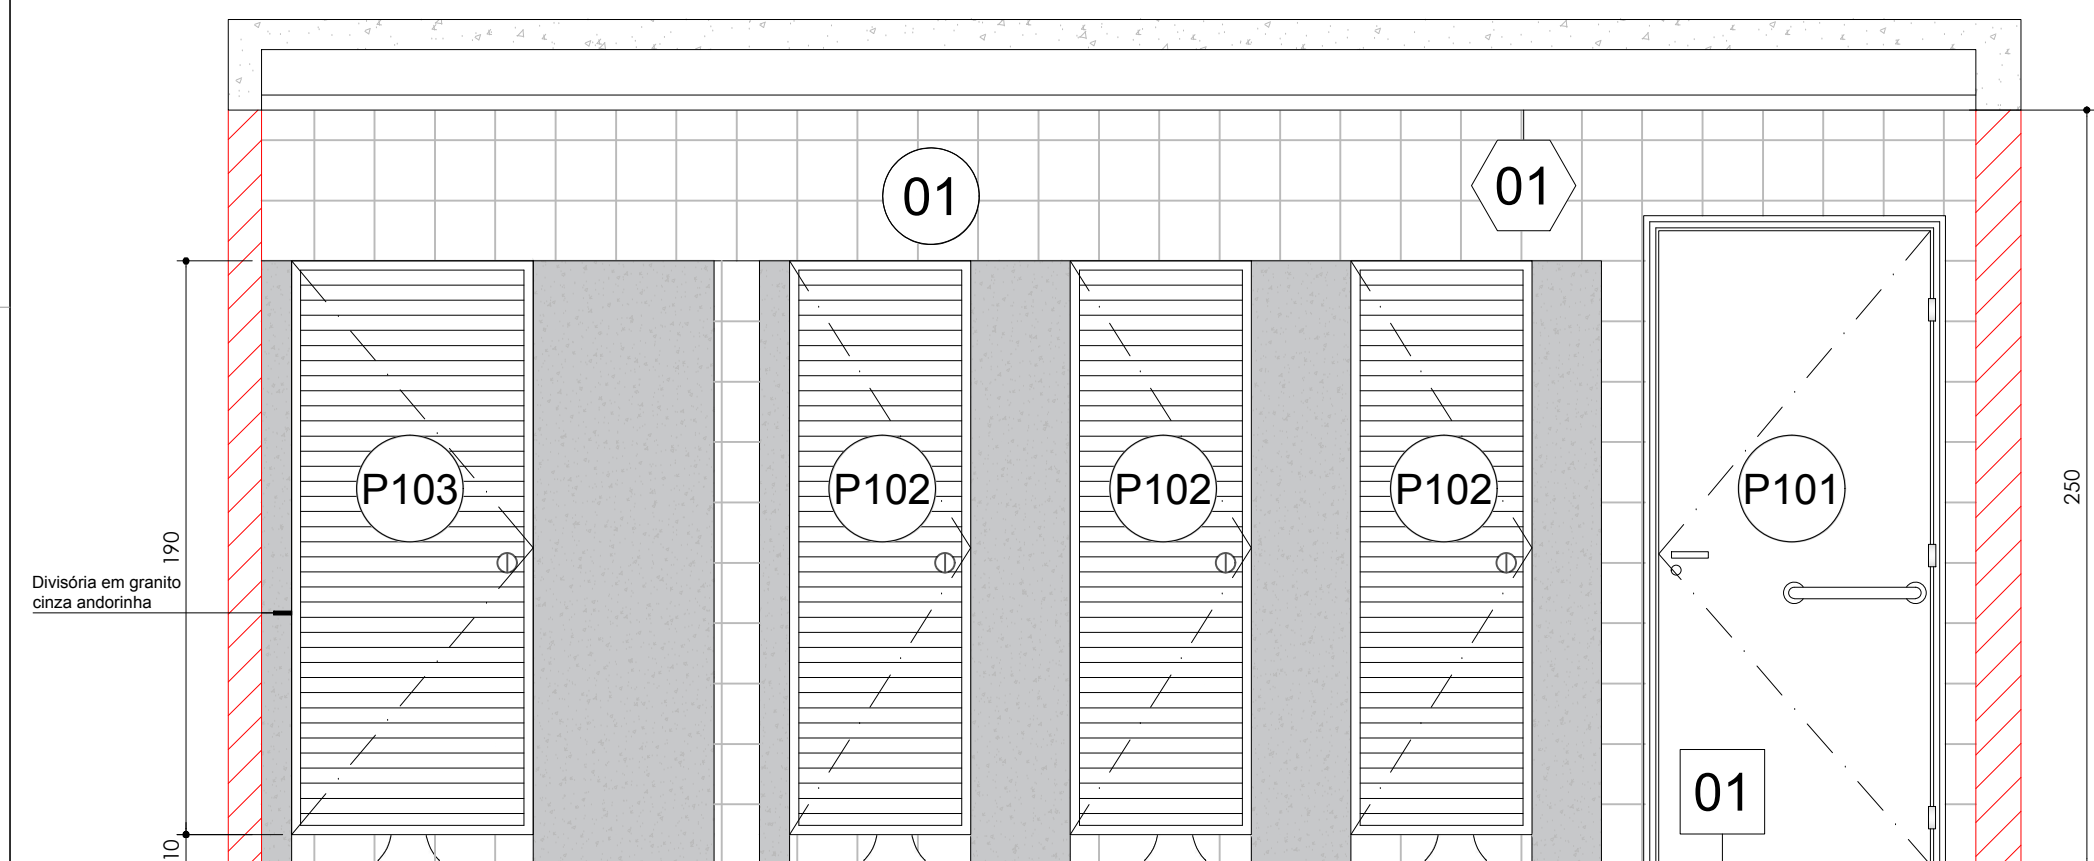 01
01
P103
P102
P102
P102
P101
250
190
Divisória em granito
cinza andorinha
01
10